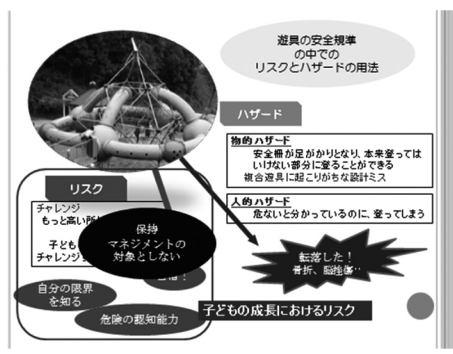 遊具の安全規準
の中での
リスクとハザードの用法
ハザード
物的ハザード
安全柵が足がかりとなり、本来登っては
いけない部分に登ることができる
複合遊具に起こりがちな設計ミス
人的ハザード
危ないと分かっているのに、登ってしまう
リスク
チャレンジ
もっと高い所
子ども
チャレンジ
保持
マネジメントの
対象としない
転落した!
骨折、脳挫傷‥
自分の限界
を知る
危険の認知能力
子どもの成長におけるリスク